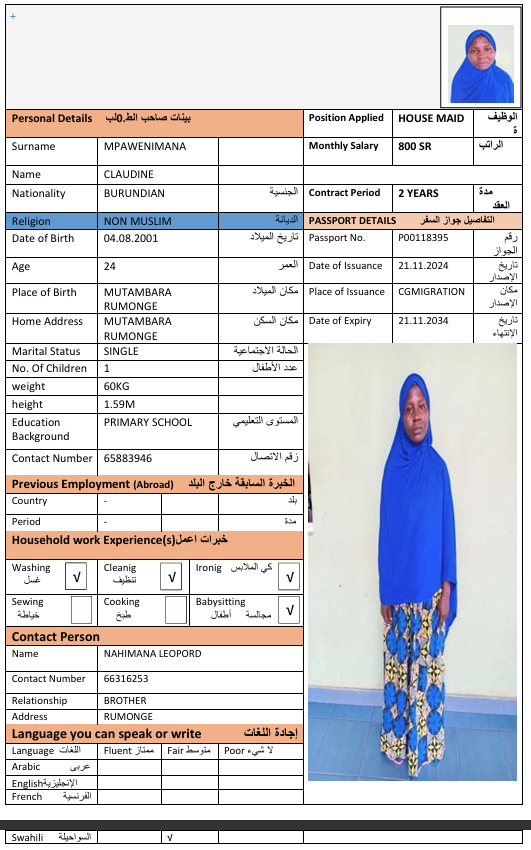 Personal Details بينات صاحب الط.0لب
Position Applied HOUSE MAID الوظيفة
Surname MPAWENIMANA
Monthly Salary 800 SR الراتب
Name CLAUDINE
Nationality BURUNDIAN الجنسية
Contract Period 2 YEARS مدة العقد
Religion NON MUSLIM الديانة
PASSPORT DETAILS التفاصيل جواز السفر
Date of Birth 04.08.2001 تاريخ الميلاد
Passport No. P00118395 رقم الجواز
Age 24 العمر
Date of Issuance 21.11.2024 تاريخ الإصدار
Place of Birth MUTAMBARA RUMONGE مكان الميلاد
Place of Issuance CGMIGRATION مكان الإصدار
Home Address MUTAMBARA RUMONGE مكان السكن
Date of Expiry 21.11.2034 تاريخ الإنتهاء
Marital Status SINGLE الحالة الاجتماعية
No. Of Children 1 عدد الأطفال
weight 60KG
height 1.59M
Education Background PRIMARY SCHOOL المستوى التعليمي
Contact Number 65883946 زقم الاتصال
Previous Employment (Abroad) الخبرة السابقة خارج البلد
Country - بلد
Period - مدة
Household work Experience(s)خبرات اعمل
Washing غسل √ Cleanig تنظيف √ Ironig كي الملابس √
Sewing خياطة Cooking طبخ Babysitting مجالسة أطفال √
Contact Person
Name NAHIMANA LEOPORD
Contact Number 66316253
Relationship BROTHER
Address RUMONGE
Language you can speak or write إجادة اللغات
Language اللغات Fluent ممتاز Fair متوسط Poor لا شيء
Arabic عربى
Englishالإنجليزية
French الفرنسية
Swahili السواحيلة √